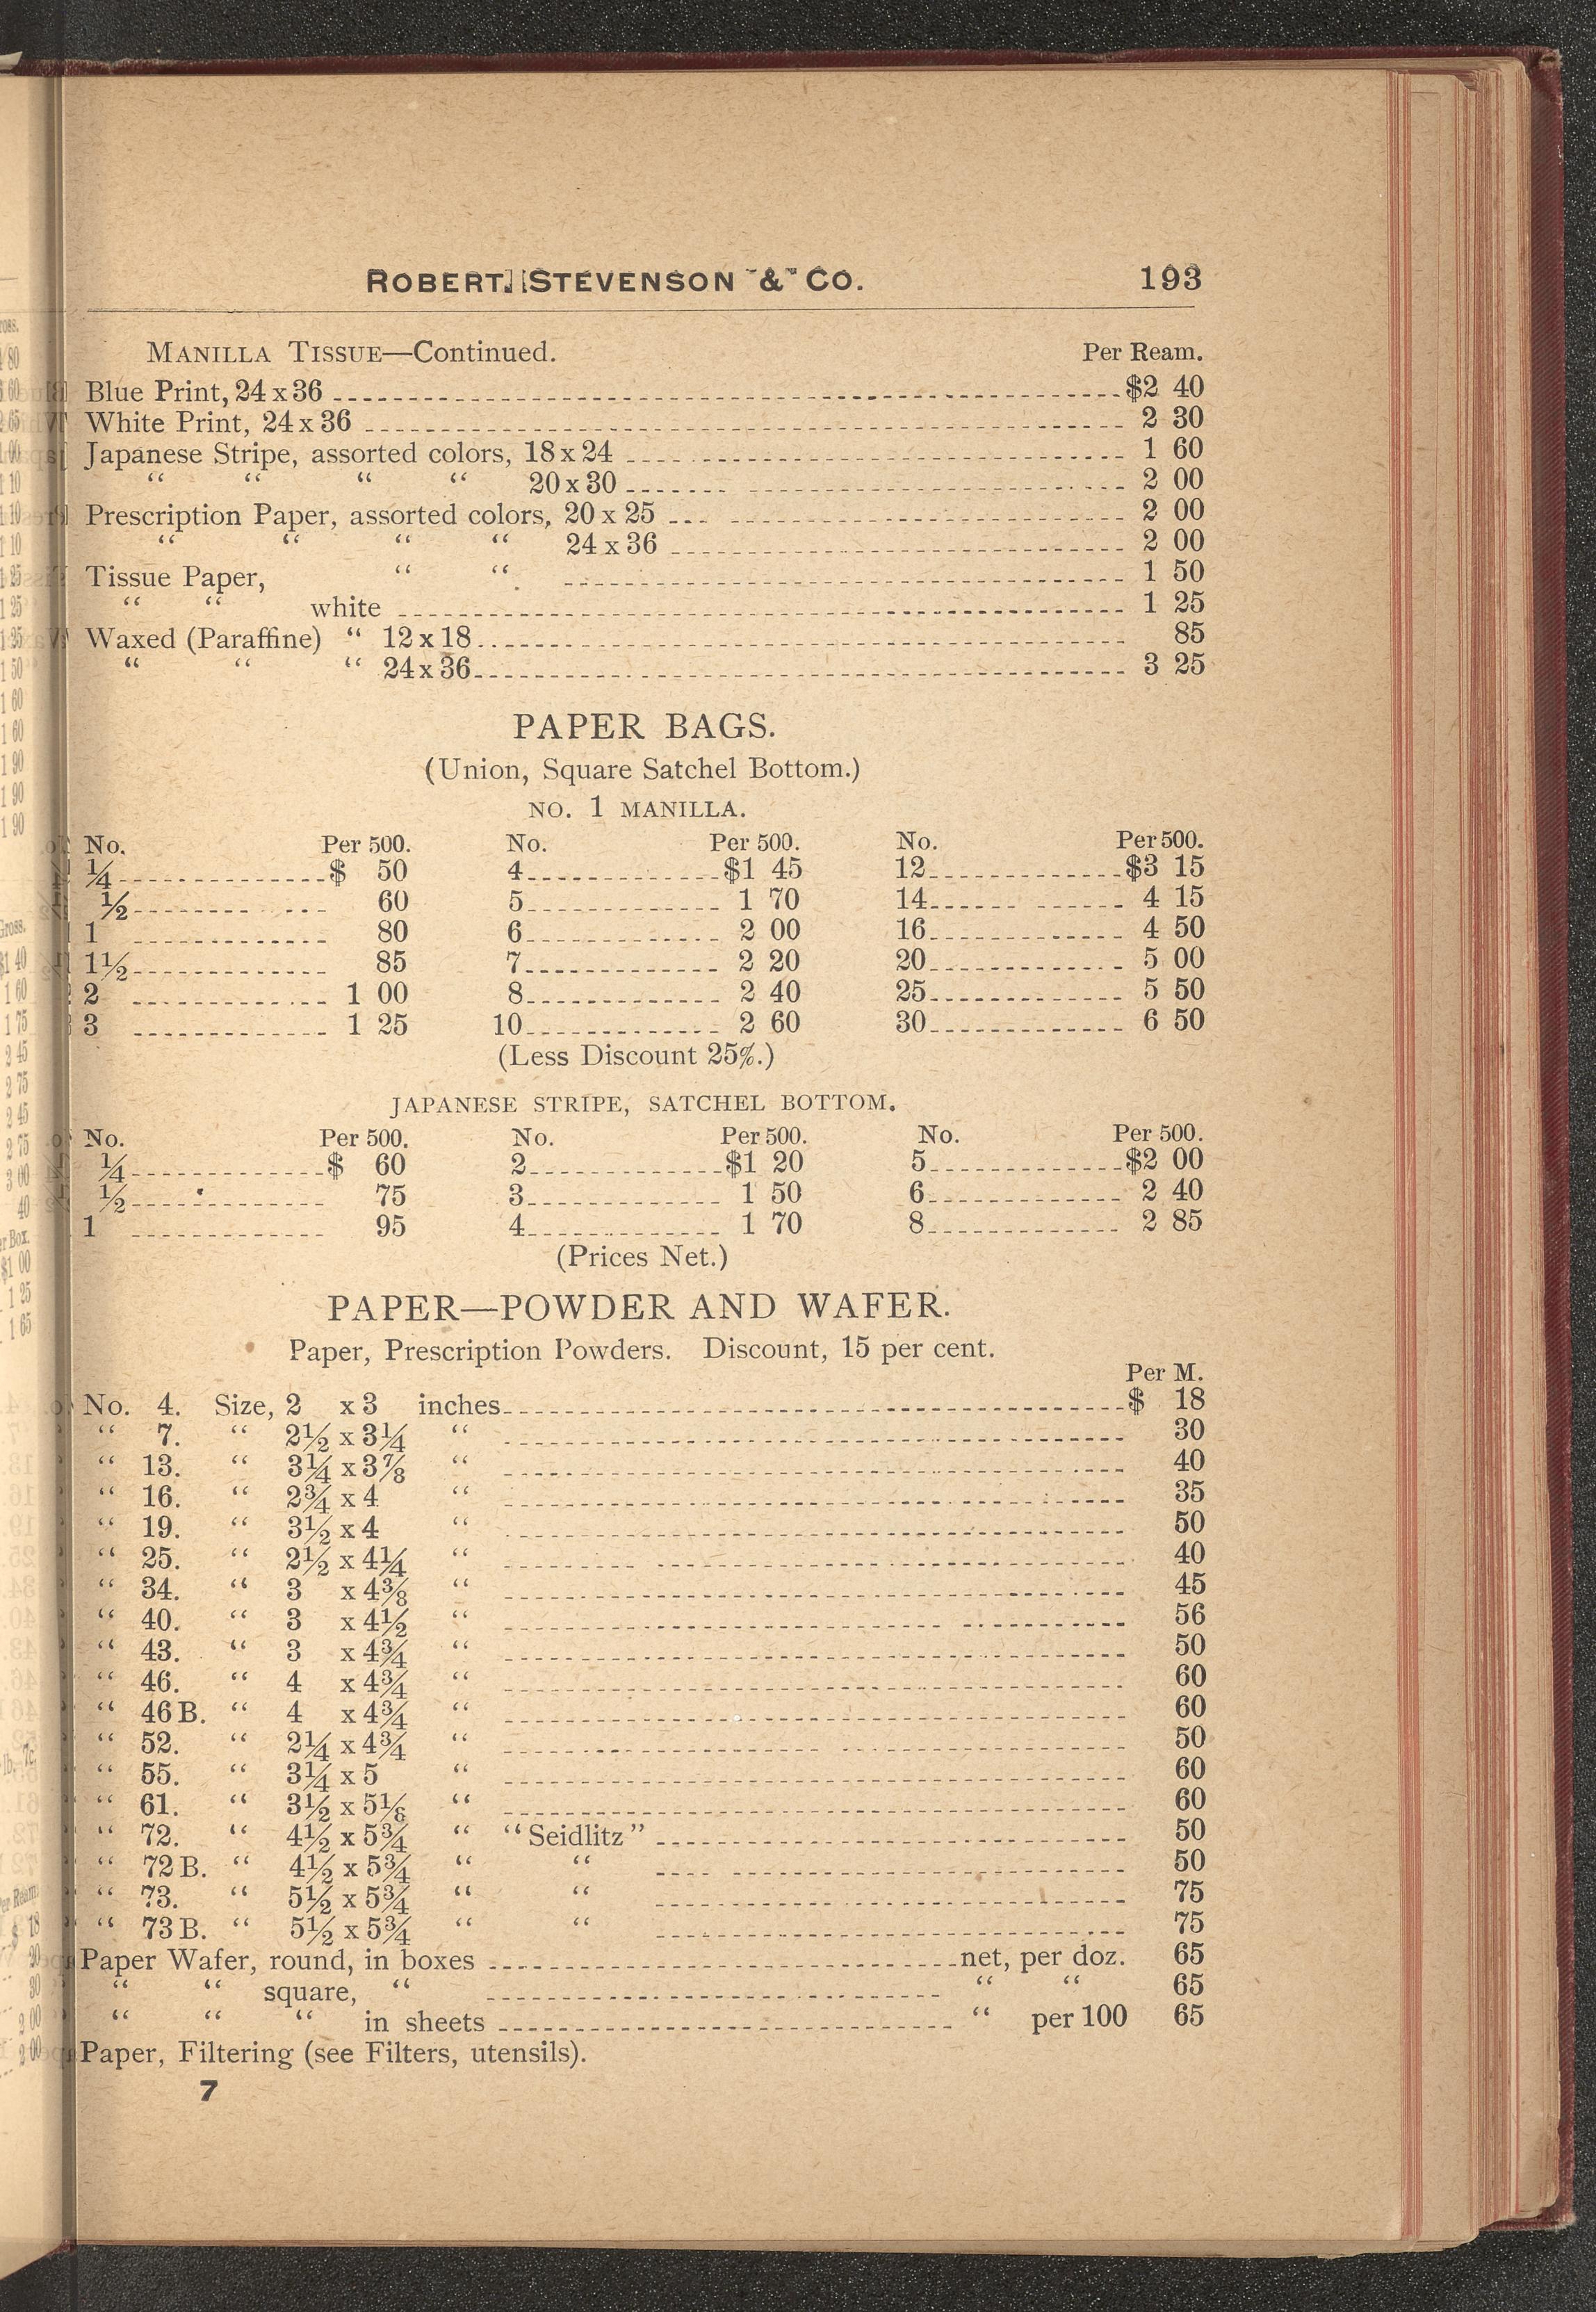 ROBERT STEVENSON & CO. 193
MANILLA TISSUE—Continued. Per Ream.
Blue Print, 24 x 36 $2 40
White Print, 24 x 36 2 30
Japanese Stripe, assorted colors, 18 x 24 1 60
“ “ “ “ 20 x 30 2 00
Prescription Paper, assorted colors, 20 x 25 2 00
“ “ “ “ 24 x 36 2 00
Tissue Paper, “ “ 1 50
“ “ white 1 25
Waxed (Paraffine) “ 12 x 18 85
“ “ “ 24 x 36 3 25
PAPER BAGS.
(Union, Square Satchel Bottom.)
NO. 1 MANILLA.
No. Per 500. No. Per 500. No. Per 500.
¼ $ 50 4 $1 45 12 $3 15
½ 60 5 1 70 14 4 15
1 80 6 2 00 16 4 50
1½ 85 7 2 20 20 5 00
2 1 00 8 2 40 25 5 50
3 1 25 10 2 60 30 6 50
(Less Discount 25%.)
JAPANESE STRIPE, SATCHEL BOTTOM.
No. Per 500. No. Per 500. No. Per 500.
¼ $ 60 2 $1 20 5 $2 00
½ 75 3 1 50 6 2 40
1 95 4 1 70 8 2 85
(Prices Net.)
PAPER—POWDER AND WAFER.
Paper, Prescription Powders. Discount, 15 per cent.
Per M.
No. 4. Size, 2 x 3 inches $ 18
“ 7. “ 2½ x 3¼ “ 30
“ 13. “ 3¼ x 3⅞ “ 40
“ 16. “ 2¾ x 4 “ 35
“ 19. “ 3½ x 4 “ 50
“ 25. “ 2½ x 4¼ “ 40
“ 34. “ 3 x 4⅜ “ 45
“ 40. “ 3 x 4½ “ 56
“ 43. “ 3 x 4¾ “ 50
“ 46. “ 4 x 4¾ “ 60
“ 46 B. “ 4 x 4¾ “ 60
“ 52. “ 2¼ x 4¾ “ 50
“ 55. “ 3¼ x 5 “ 60
“ 61. “ 3½ x 5⅛ “ 60
“ 72. “ 4½ x 5¾ “ “Seidlitz” 50
“ 72 B. “ 4½ x 5¾ “ “ 50
“ 73. “ 5½ x 5¾ “ “ 75
“ 73 B. “ 5½ x 5¾ “ “ 75
Paper Wafer, round, in boxes net, per doz. 65
“ “ square, “ “ “ 65
“ “ “ in sheets “ per 100 65
Paper, Filtering (see Filters, utensils).
7